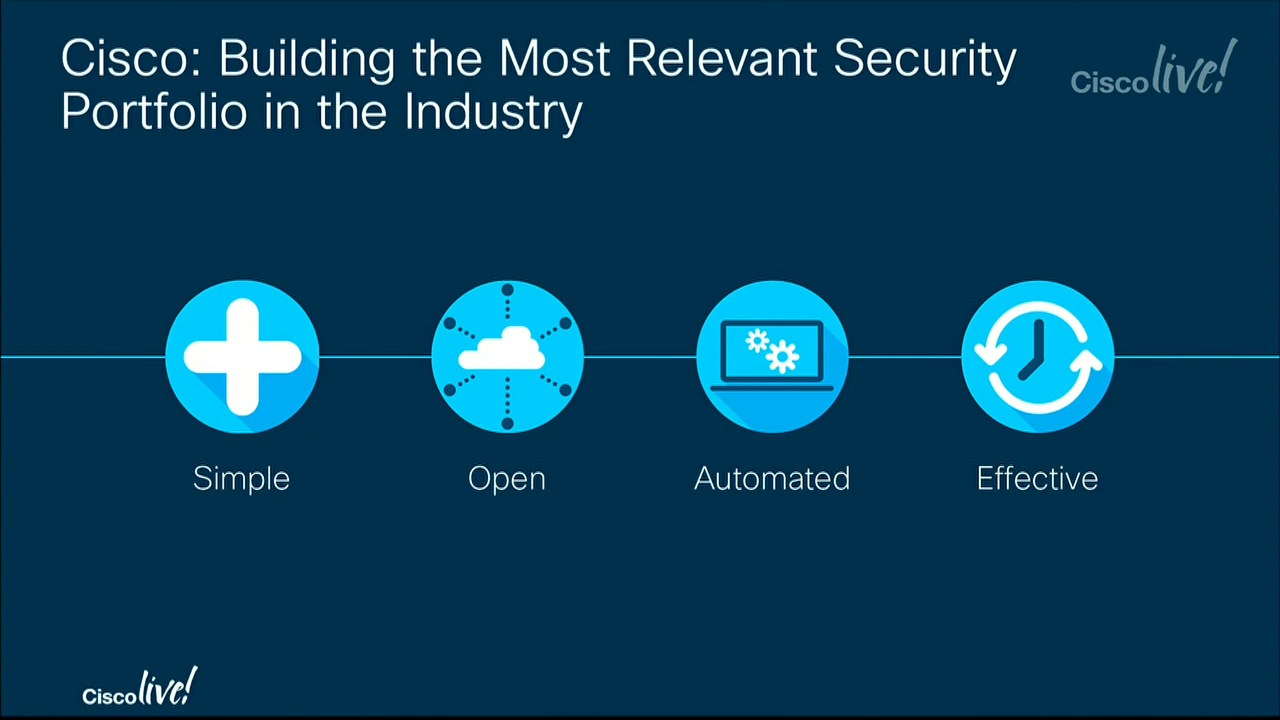 Cisco: Building the Most Relevant Security
Portfolio in the Industry
Cisco live!
Simple
Open
Automated
Effective
Cisco live!